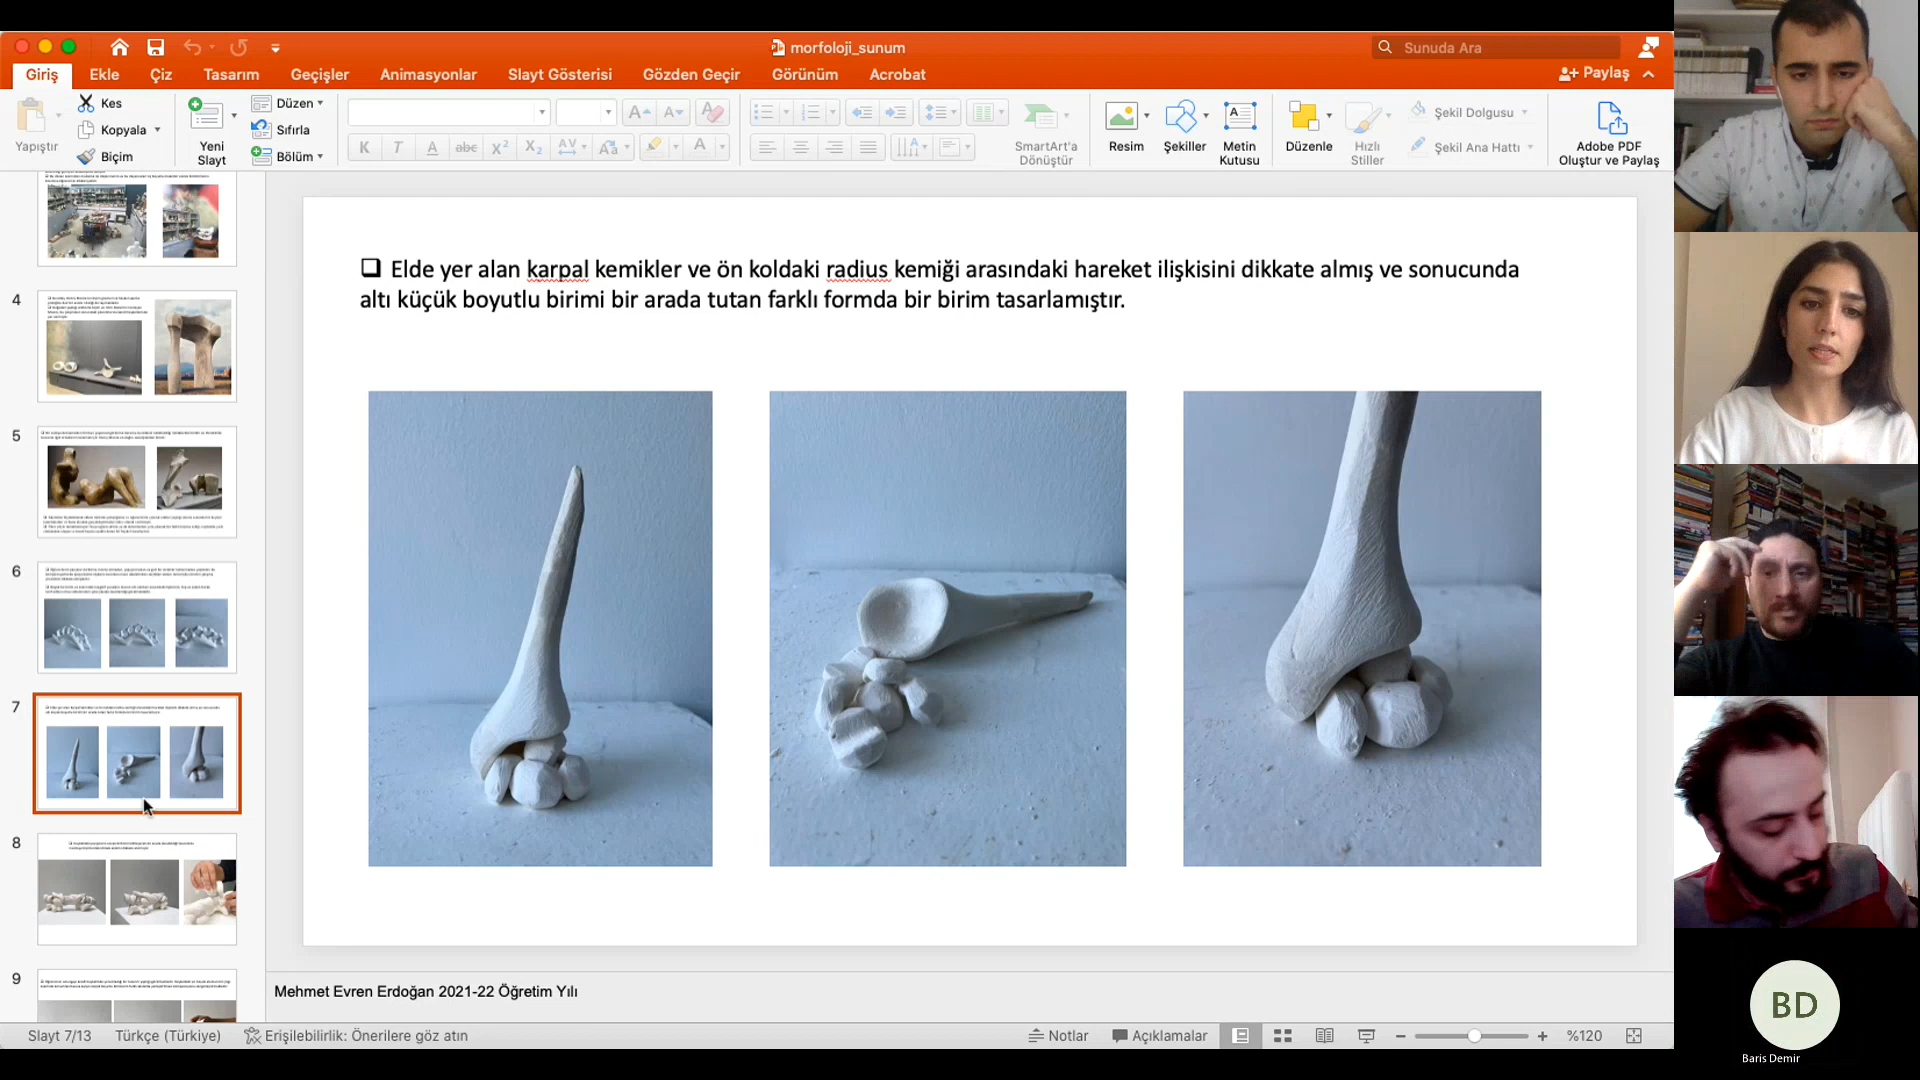 morfoloji_sunum
Sunuda Ara
Giriş Ekle Çiz Tasarım Geçişler Animasyonlar Slayt Gösterisi Gözden Geçir Görünüm Acrobat
Paylaş
Yapıştır
Kes
Kopyala
Biçim
Yeni
Slayt
Düzen
Sıfırla
Bölüm
K T A abc X² X₂ AV Aa A
SmartArt'a
Dönüştür
Resim
Şekiller
Metin
Kutusu
Düzenle
Hızlı
Stiller
Şekil Dolgusu
Şekil Ana Hattı
Adobe PDF
Oluştur ve Paylaş
4
5
6
7
8
9
❑ Elde yer alan karpal kemikler ve ön koldaki radius kemiği arasındaki hareket ilişkisini dikkate almış ve sonucunda
altı küçük boyutlu birimi bir arada tutan farklı formda bir birim tasarlamıştır.
Mehmet Evren Erdoğan 2021-22 Öğretim Yılı
Slayt 7/13 Türkçe (Türkiye) Erişilebilirlik: Önerilere göz atın
Notlar Açıklamalar %120
BD
Baris Demir